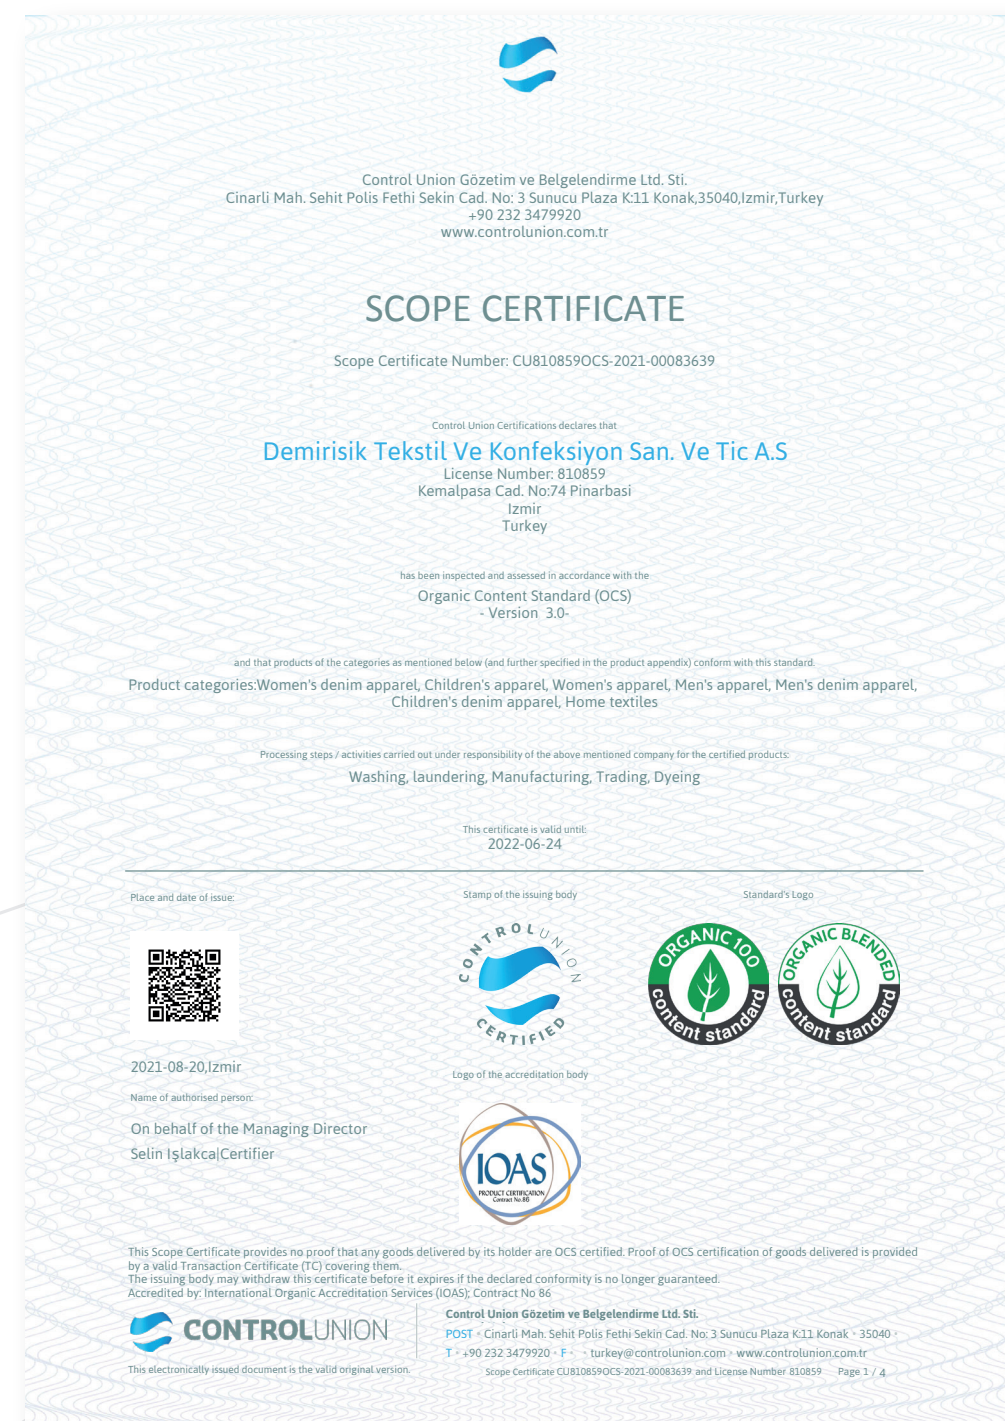 Control Union Gözetim ve Belgelendirme Ltd. Sti.
Cinarli Mah. Sehit Polis Fethi Sekin Cad. No: 3 Sunucu Plaza K:11 Konak,35040,Izmir,Turkey
+90 232 3479920
www.controlunion.com.tr
SCOPE CERTIFICATE
Scope Certificate Number: CU810859OCS-2021-00083639
Control Union Certifications declares that
Demirisik Tekstil Ve Konfeksiyon San. Ve Tic A.S
License Number: 810859
Kemalpasa Cad. No:74 Pinarbasi
Izmir
Turkey
has been inspected and assessed in accordance with the
Organic Content Standard (OCS)
- Version  3.0-
and that products of the categories as mentioned below (and further specified in the product appendix) conform with this standard.
Product categories:Women's denim apparel, Children's apparel, Women's apparel, Men's apparel, Men's denim apparel,
Children's denim apparel, Home textiles
Processing steps / activities carried out under responsibility of the above mentioned company for the certified products:
Washing, laundering, Manufacturing, Trading, Dyeing
This certificate is valid until:
2022-06-24
Place and date of issue:
Stamp of the issuing body
Standard's Logo
CONTROLUNION
CERTIFIED
ORGANIC 100
content standard
ORGANIC BLENDED
content standard
2021-08-20,Izmir
Logo of the accreditation body
Name of authorised person:
On behalf of the Managing Director
Selin Işlakca|Certifier
IOAS
PRODUCT CERTIFICATION
Contract No.86
This Scope Certificate provides no proof that any goods delivered by its holder are OCS certified. Proof of OCS certification of goods delivered is provided
by a valid Transaction Certificate (TC) covering them.
The issuing body may withdraw this certificate before it expires if the declared conformity is no longer guaranteed.
Accredited by: International Organic Accreditation Services (IOAS); Contract No 86
CONTROLUNION
Control Union Gözetim ve Belgelendirme Ltd. Sti.
POST • Cinarli Mah. Sehit Polis Fethi Sekin Cad. No: 3 Sunucu Plaza K:11 Konak • 35040 •
T • +90 232 3479920 • F •  • turkey@controlunion.com • www.controlunion.com.tr
This electronically issued document is the valid original version.
Scope Certificate CU810859OCS-2021-00083639 and License Number 810859 Page 1 / 4